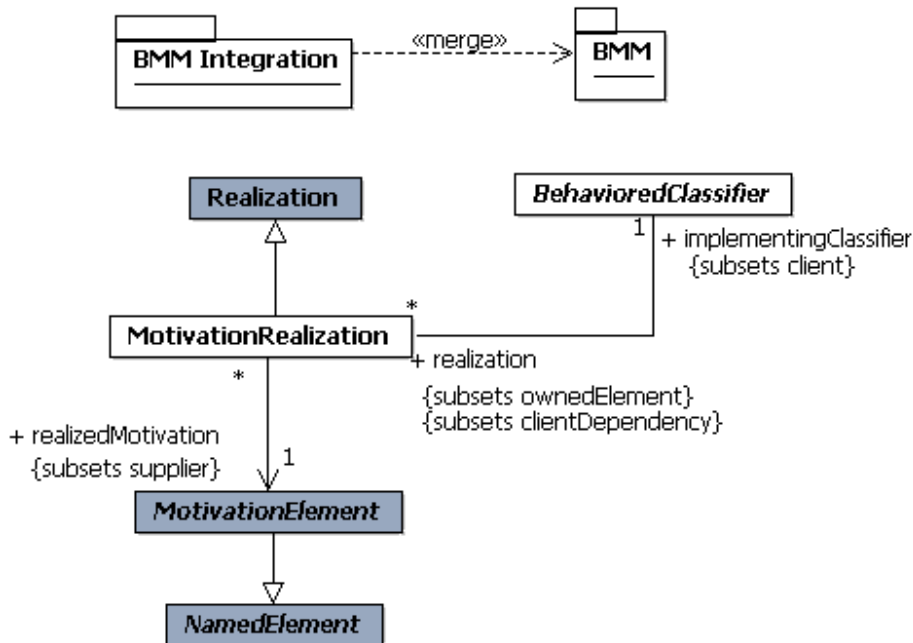 «merge»
BMM Integration
BMM
Realization
BehavioredClassifier
1
+ implementingClassifier
{subsets client}
*
MotivationRealization
+ realization
*
{subsets ownedElement}
{subsets clientDependency}
+ realizedMotivation
1
{subsets supplier}
MotivationElement
NamedElement